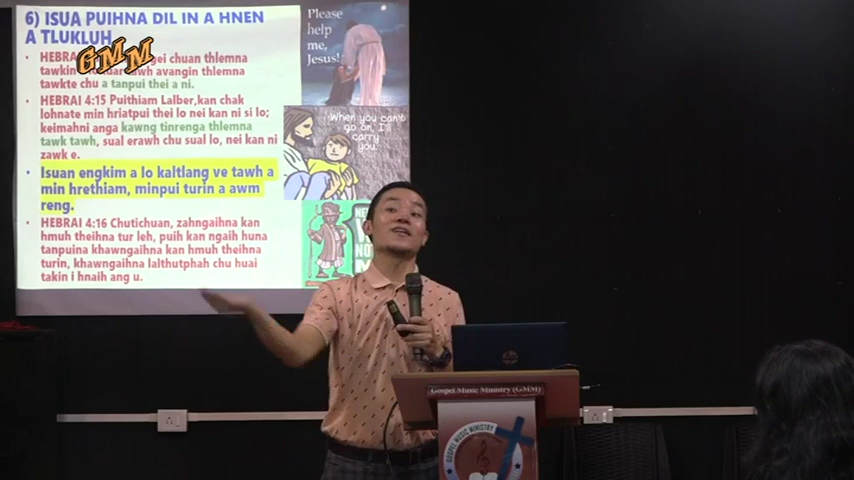 6) ISUA PUIHNA DIL IN A HNEN
A TLUKLUH
GMM
gei chuan thlemna
avangin thlemna
tawkte chu a tanpui thei a ni.
HEBRAI 4:15 Puithiam Lalber,kan chak
lohnate min hriatpui thei lo nei kan ni si lo;
keimahni anga kawng tinrenga thlemna
tawk tawh, sual erawh chu sual lo, nei kan ni
zawk e.
Isuan engkim a lo kaltlang ve tawh a
min hrethiam, minpui turin a awm
reng.
HEBRAI 4:16 Chutichuan, zahngaihna kan
hmuh theihna tur leh, puih kan ngaih huna
tanpuina khawngaihna kan hmuh theihna
turin, khawngaihna lalthutphah chu huai
takin i hnaih ang u.
Please
help
me,
Jesus!
When you can't
go on, I'll
carry
you.
Gospel Music Ministry (GMM)
GOSPEL MUSIC MINISTRY